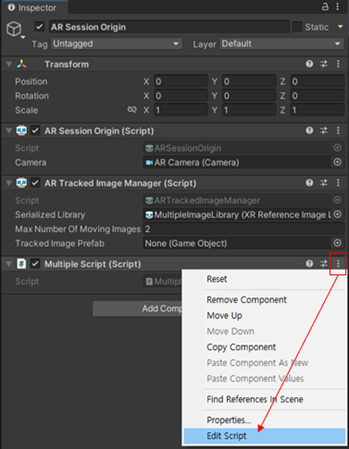 Inspector
AR Session Origin Static
Tag Untagged Layer Default
Transform
Position X 0 Y 0 Z 0
Rotation X 0 Y 0 Z 0
Scale X 1 Y 1 Z 1
AR Session Origin (Script)
Script ARSessionOrigin
Camera AR Camera (Camera)
AR Tracked Image Manager (Script)
Script ARTrackedImageManager
Serialized Library MultipleImageLibrary (XR Reference Image L
Max Number Of Moving Images 2
Tracked Image Prefab None (Game Object)
Multiple Script (Script)
Script Multip
Add Comp
Reset
Remove Component
Move Up
Move Down
Copy Component
Paste Component As New
Paste Component Values
Find References In Scene
Properties...
Edit Script